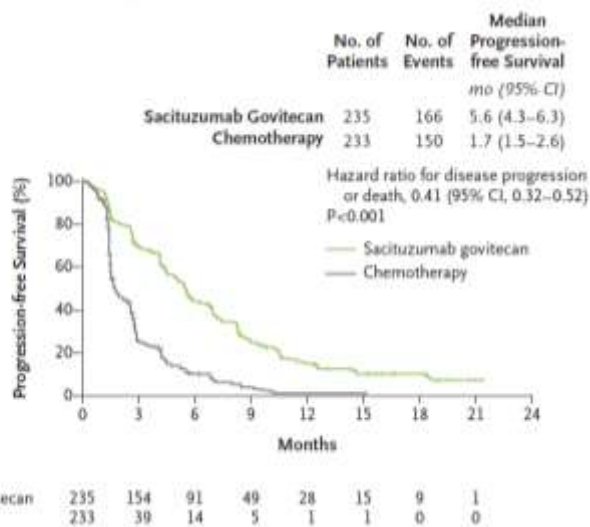 Median
No. of No. of Progression-
Patients Events free Survival
mo (95% CI)
Sacituzumab Govitecan 235 166 5.6 (4.3–6.3)
Chemotherapy 233 150 1.7 (1.5–2.6)
Hazard ratio for disease progression
or death, 0.41 (95% CI, 0.32–0.52)
P<0.001
Sacituzumab govitecan
Chemotherapy
Progression-free Survival (%)
100
80
60
40
20
0
0 3 6 9 12 15 18 21 24
Months
ecan 235 154 91 49 28 15 9 1
233 39 14 5 1 1 0 0